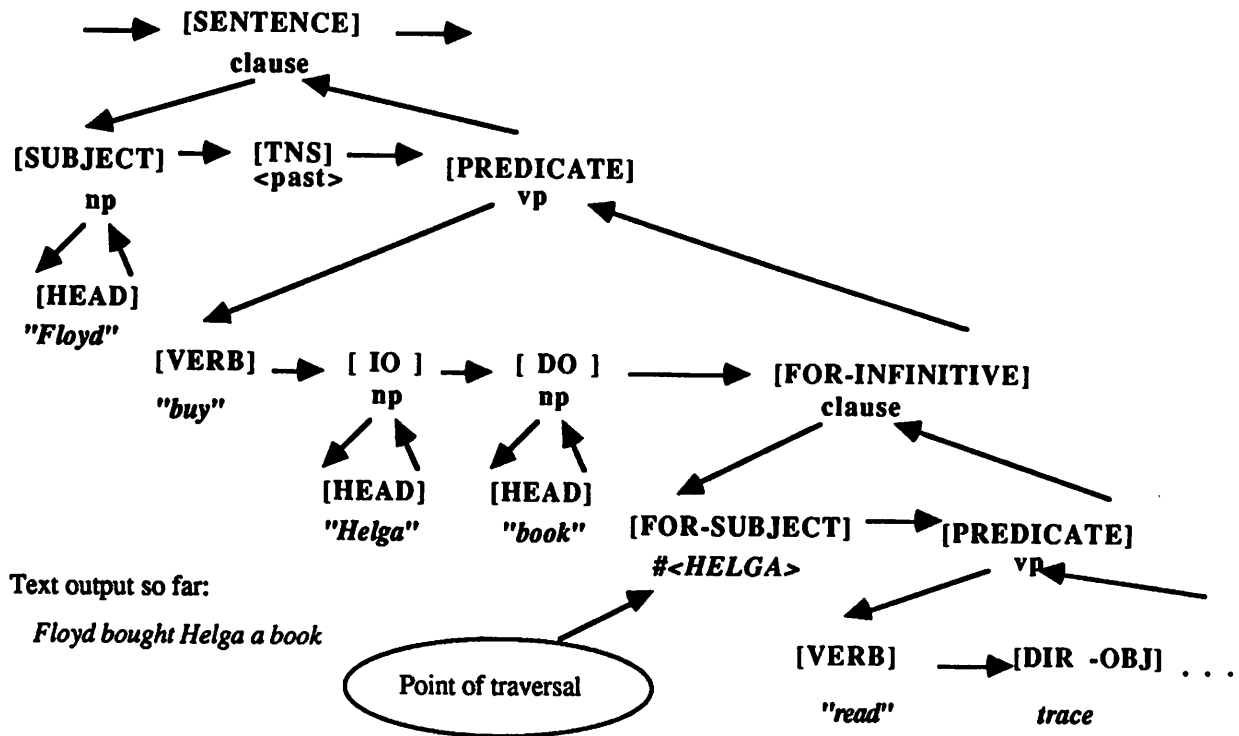 [SENTENCE]
clause
[SUBJECT] [TNS] [PREDICATE]
np <past> vp
[HEAD]
"Floyd"
[VERB] [ IO ] [ DO ] [FOR-INFINITIVE]
"buy" np np clause
[HEAD] [HEAD] [FOR-SUBJECT] [PREDICATE]
"Helga" "book" #<HELGA> vp
Text output so far:
Floyd bought Helga a book
Point of traversal
[VERB] [DIR -OBJ] . . .
"read" trace